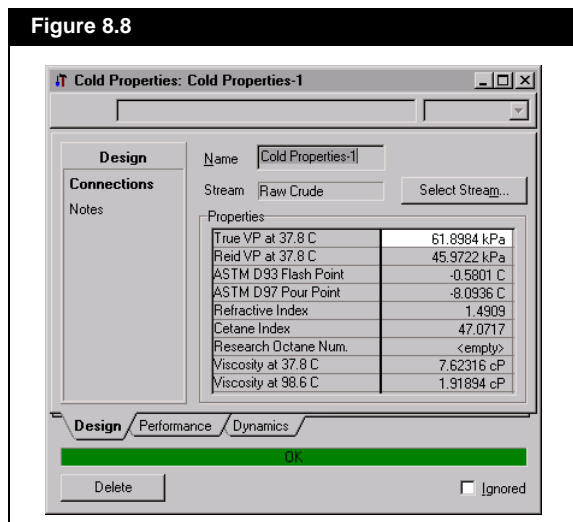 Figure 8.8
Cold Properties: Cold Properties-1
Design
Connections
Notes
Name Cold Properties-1
Stream Raw Crude Select Stream...
Properties
True VP at 37.8 C 61.8984 kPa
Reid VP at 37.8 C 45.9722 kPa
ASTM D93 Flash Point -0.5801 C
ASTM D97 Pour Point -8.0936 C
Refractive Index 1.4909
Cetane Index 47.0717
Research Octane Num. <empty>
Viscosity at 37.8 C 7.62316 cP
Viscosity at 98.6 C 1.91894 cP
Design Performance Dynamics
OK
Delete Ignored